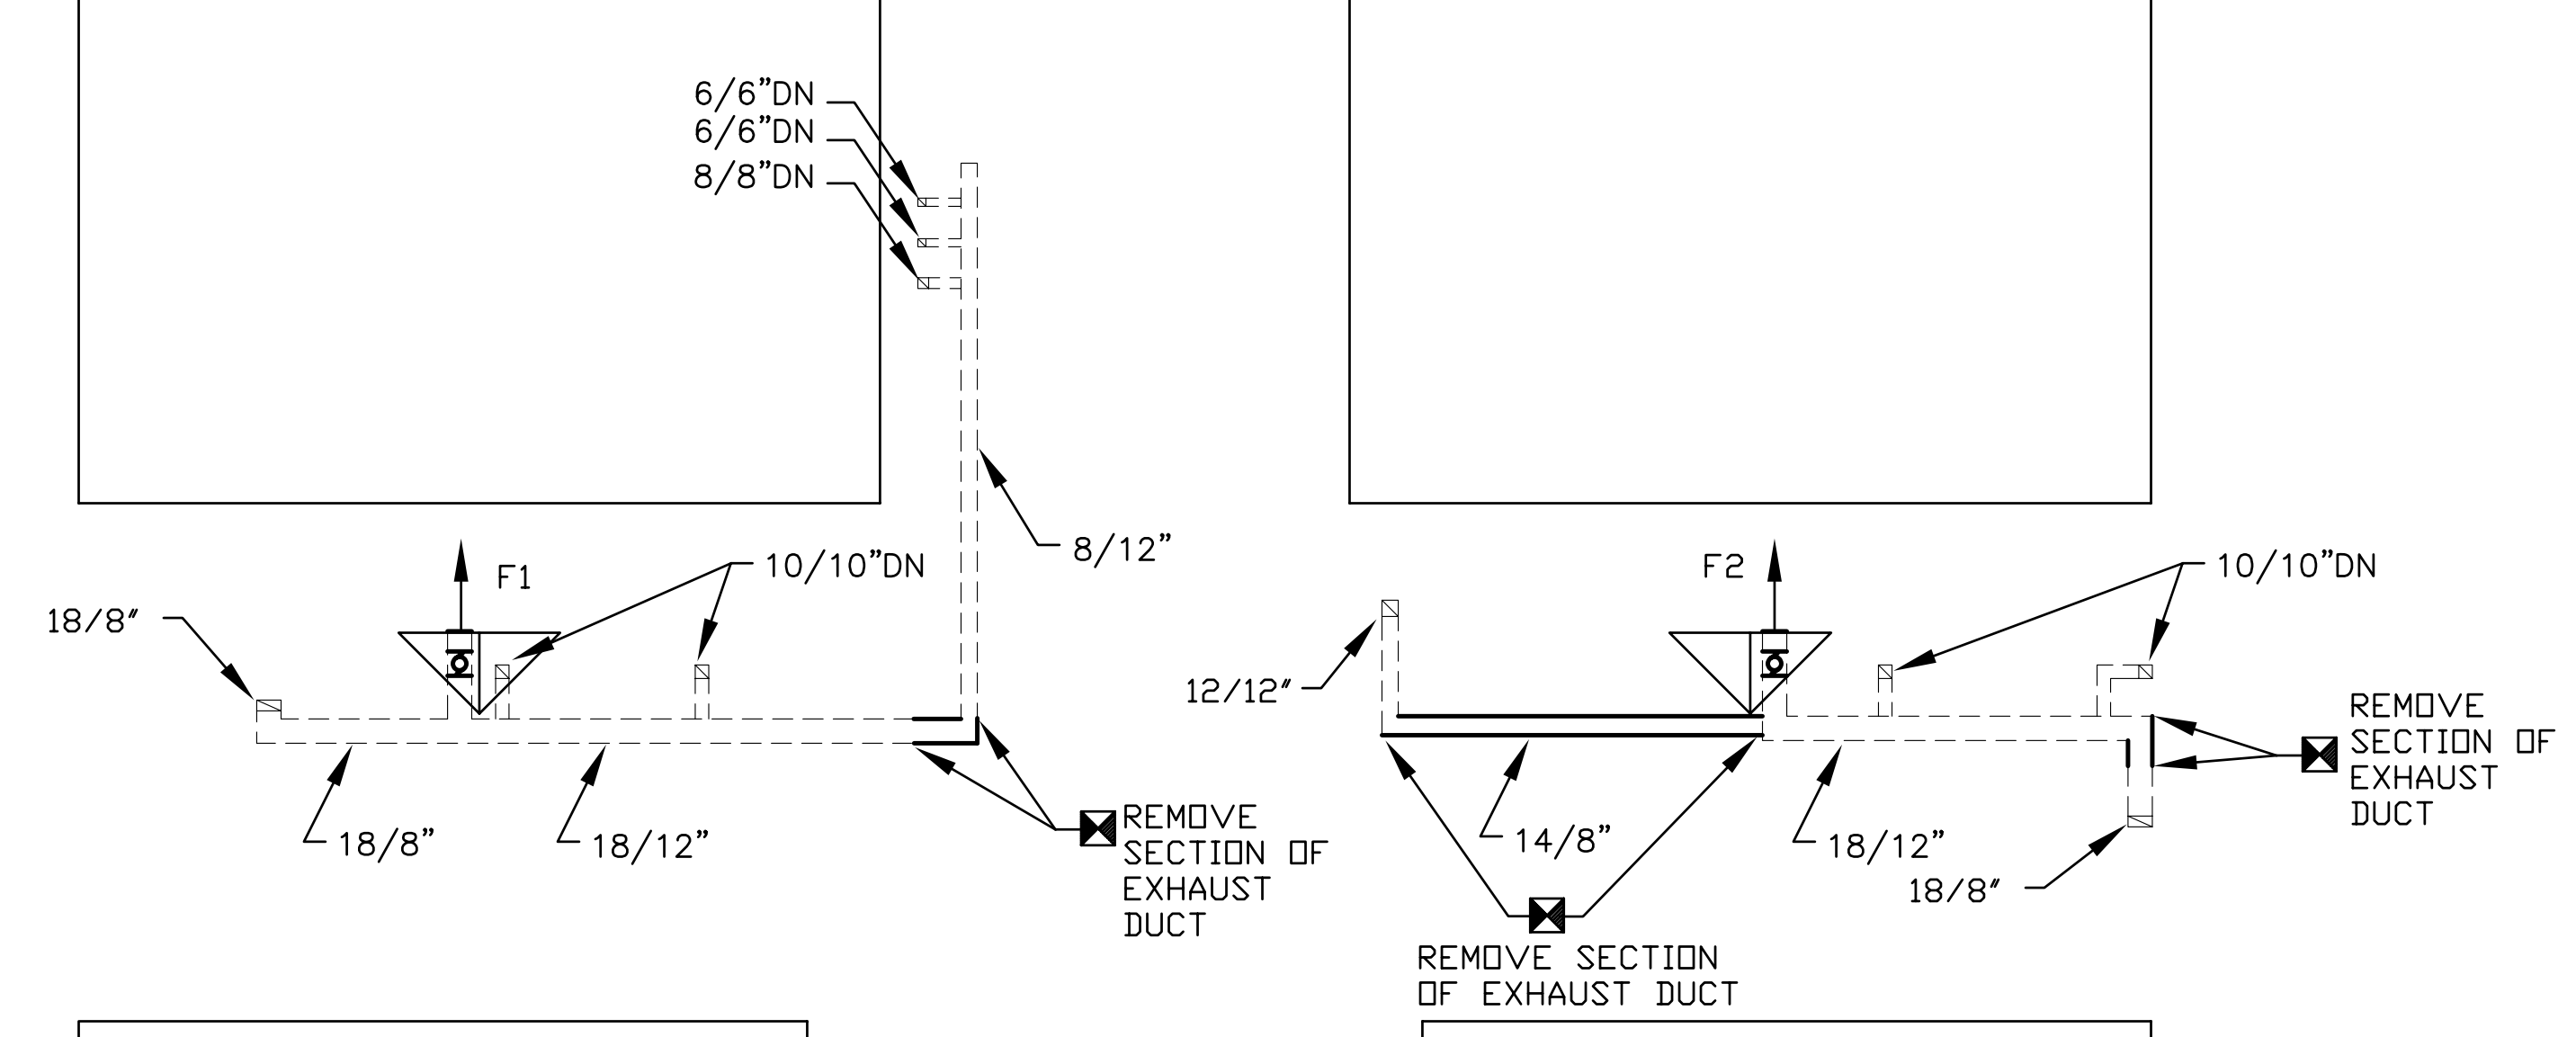 6/6”DN
6/6”DN
8/8”DN
8/12”
F1
10/10”DN
18/8"
18/8”
18/12”
REMOVE
SECTION OF
EXHAUST
DUCT
F2
10/10”DN
12/12"
14/8”
18/12”
18/8"
REMOVE
SECTION OF
EXHAUST
DUCT
REMOVE SECTION
OF EXHAUST DUCT